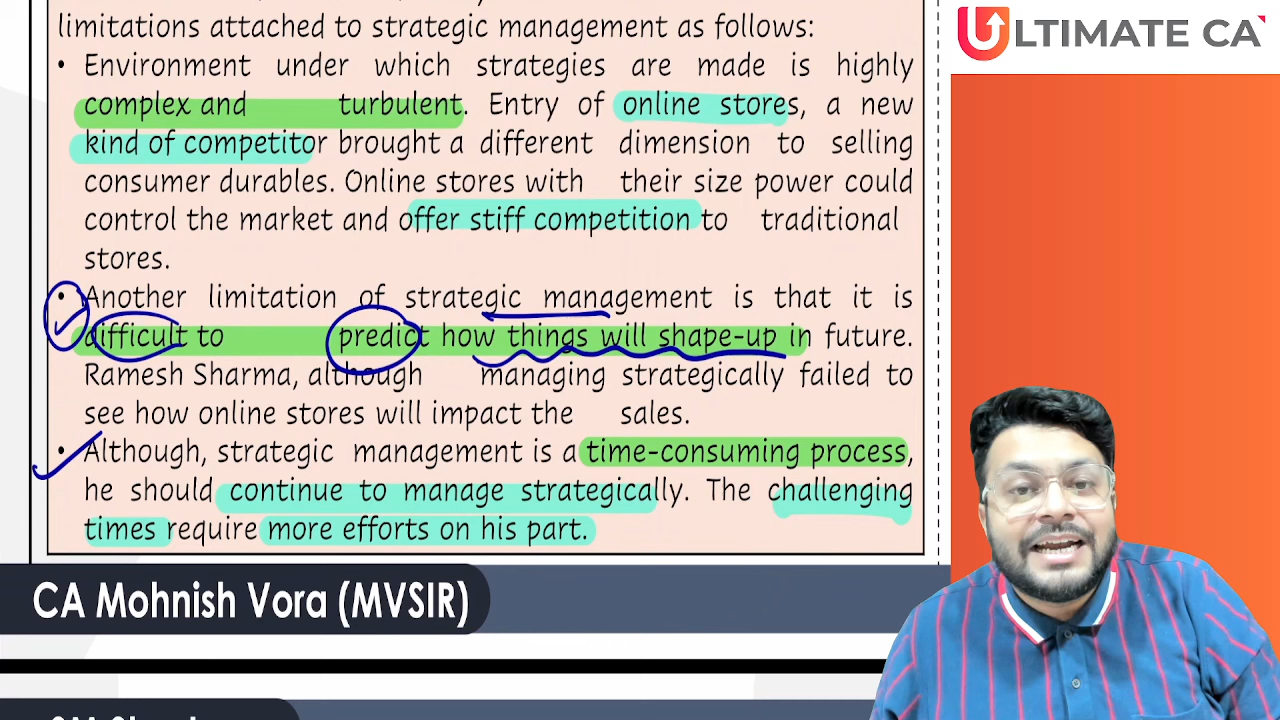 limitations attached to strategic management as follows:
• Environment under which strategies are made is highly
complex and turbulent. Entry of online stores, a new
kind of competitor brought a different dimension to selling
consumer durables. Online stores with their size power could
control the market and offer stiff competition to traditional
stores.
• Another limitation of strategic management is that it is
difficult to predict how things will shape-up in future.
Ramesh Sharma, although managing strategically failed to
see how online stores will impact the sales.
• Although, strategic management is a time-consuming process,
he should continue to manage strategically. The challenging
times require more efforts on his part.
CA Mohnish Vora (MVSIR)
ULTIMATE CA